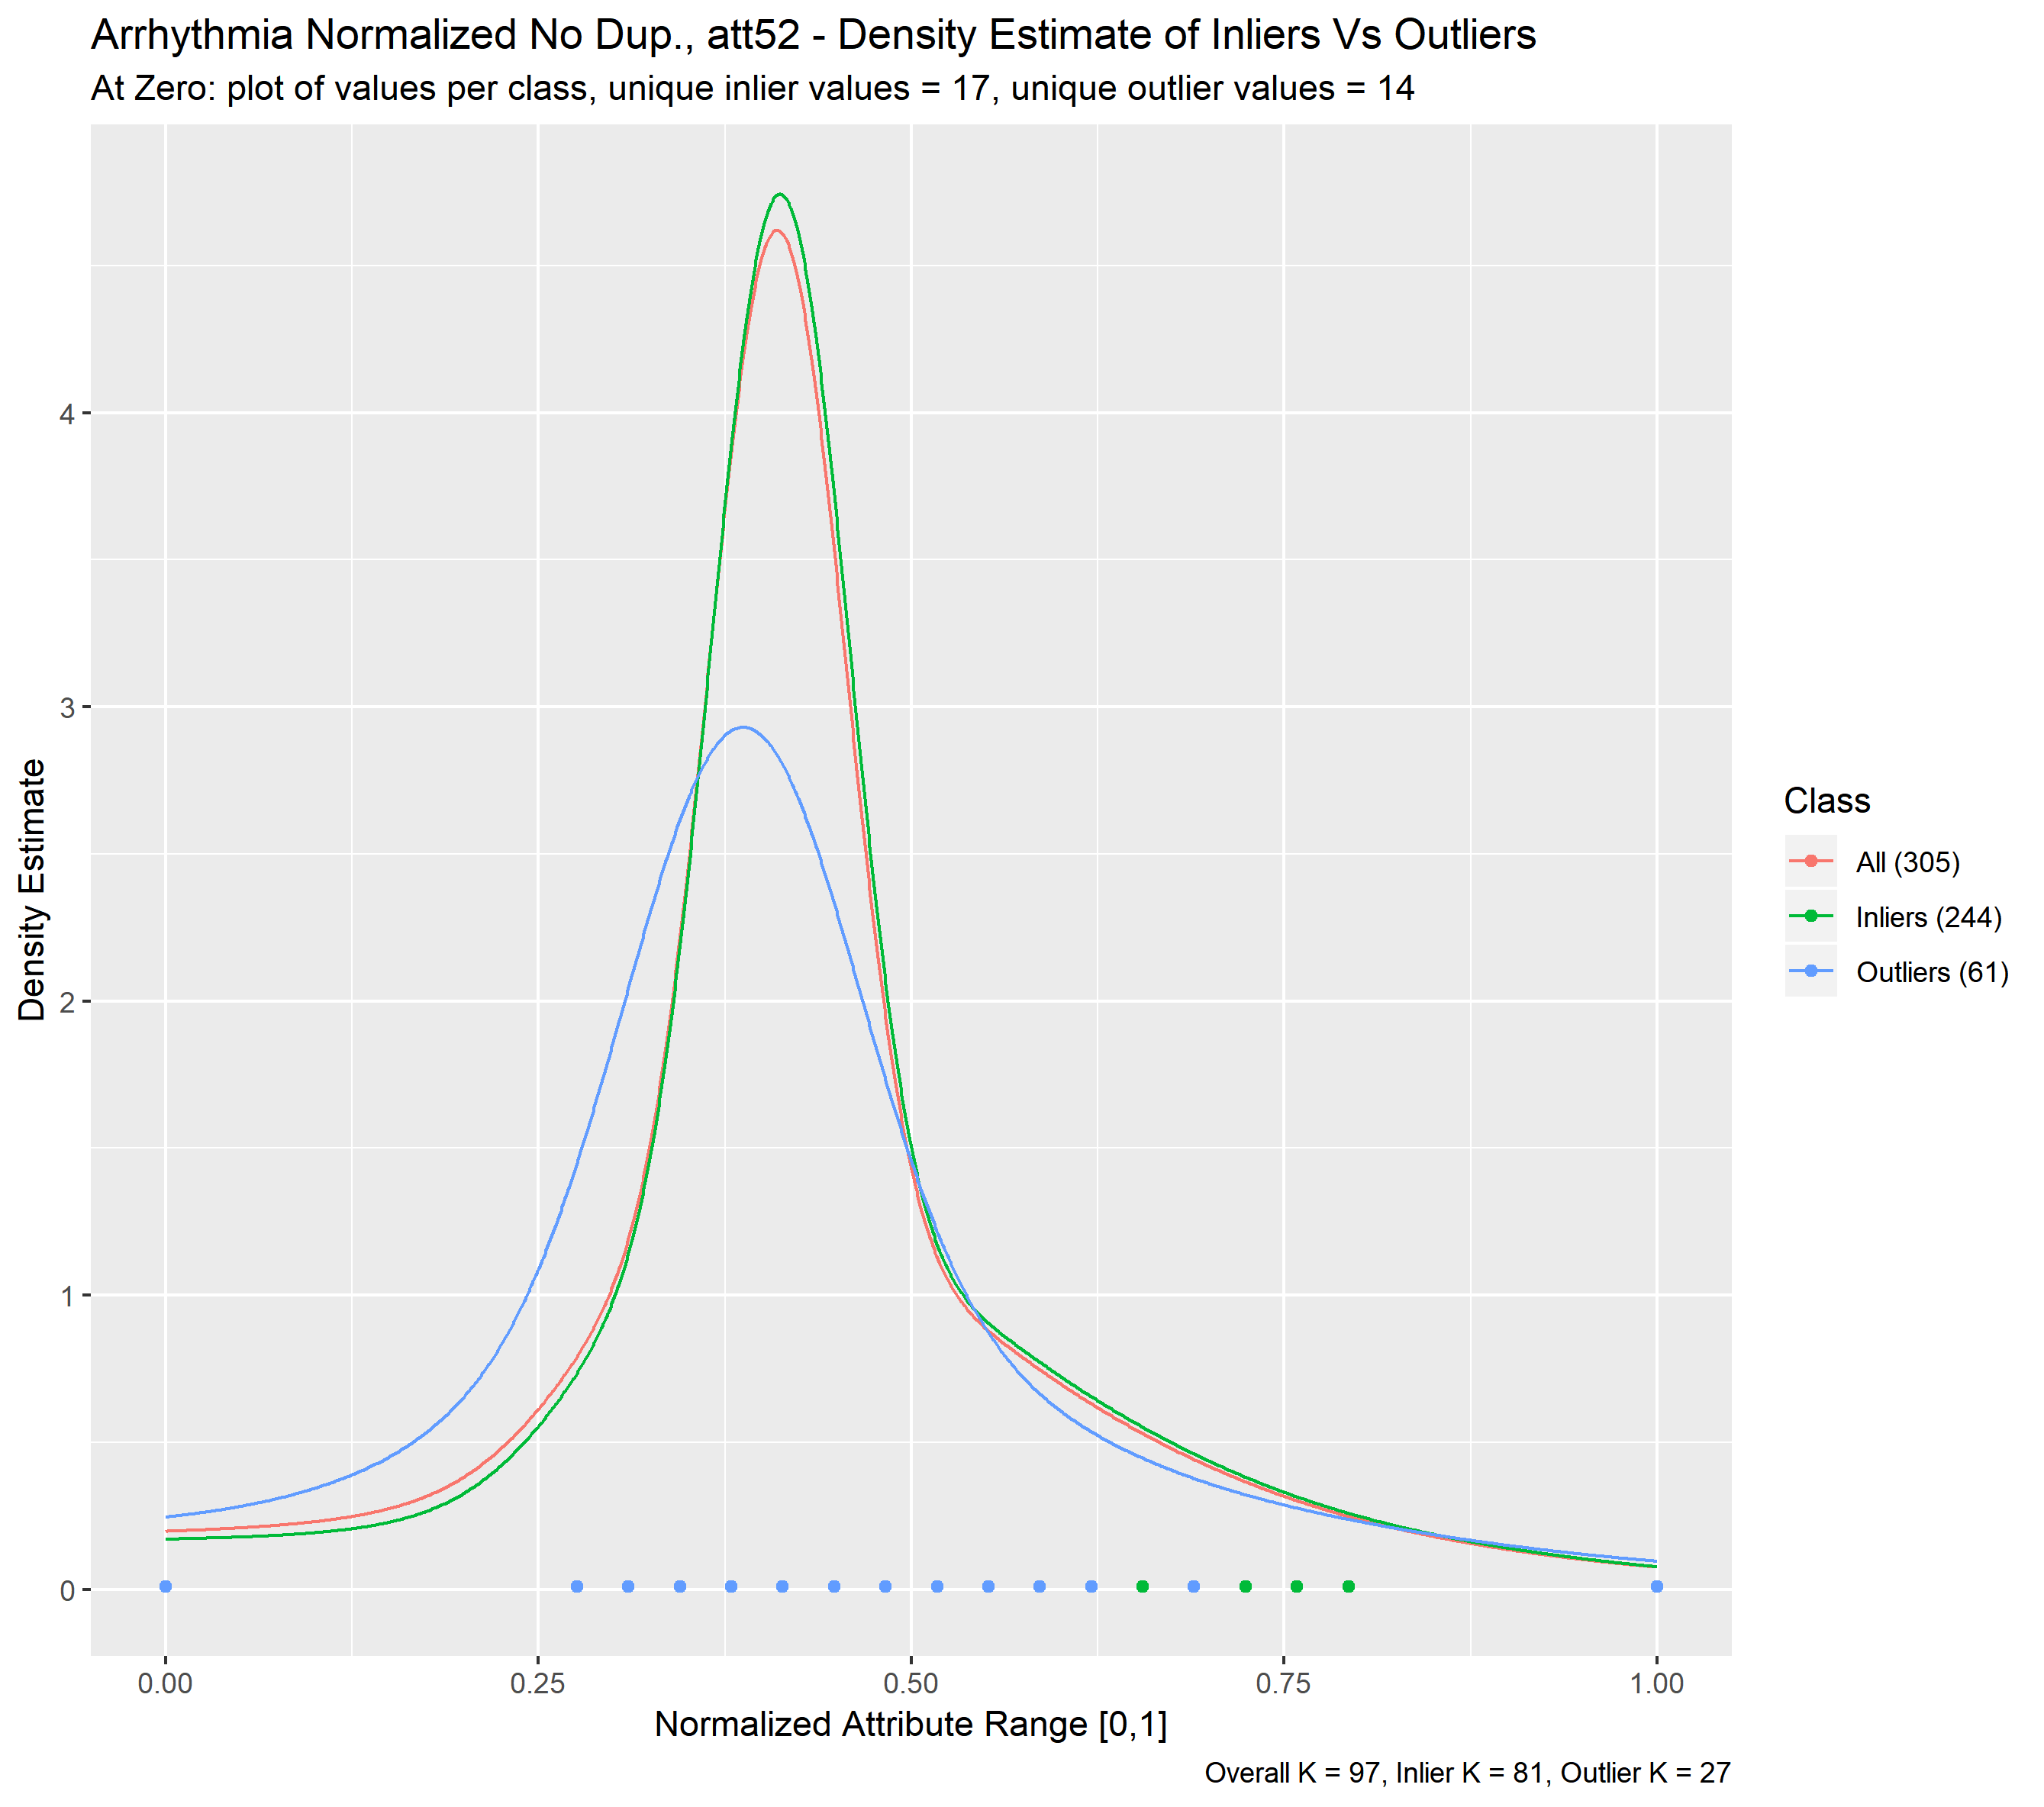 Arrhythmia Normalized No Dup., att52 - Density Estimate of Inliers Vs Outliers
At Zero: plot of values per class, unique inlier values = 17, unique outlier values = 14
Density Estimate
4
3
2
1
0
0.00
0.25
0.50
0.75
1.00
Normalized Attribute Range [0,1]
Class
All (305)
Inliers (244)
Outliers (61)
Overall K = 97, Inlier K = 81, Outlier K = 27